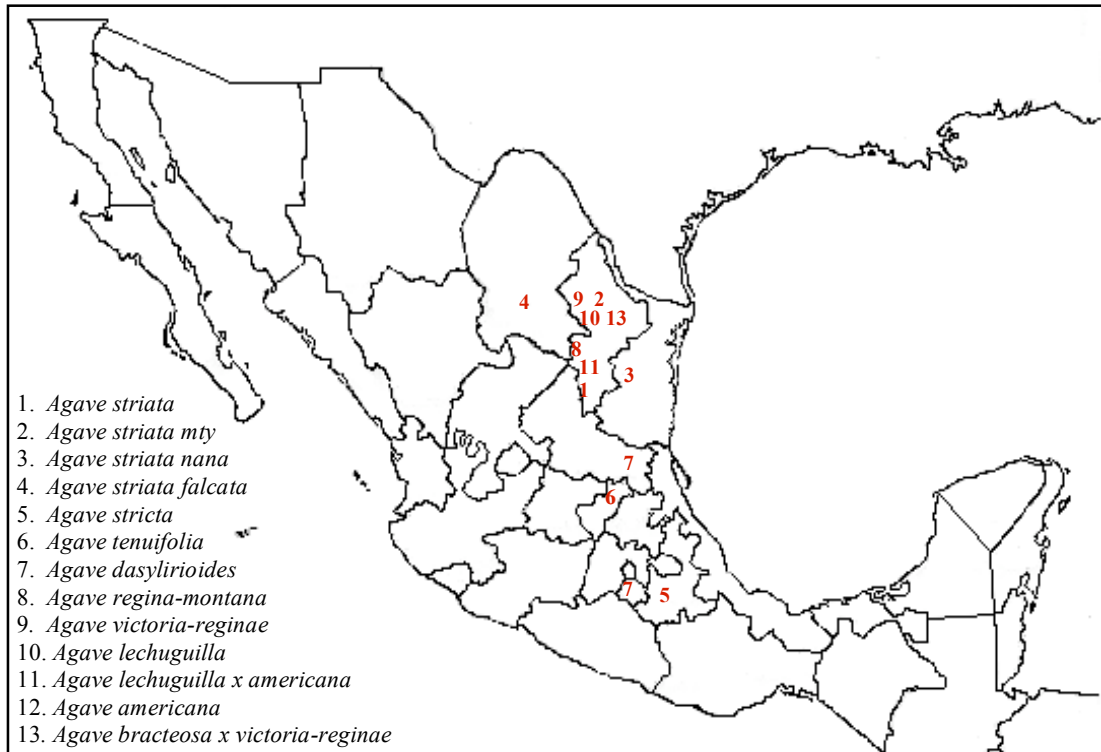 4
9 2
10 13
8
11
3
1
7
6
7
5
1. Agave striata
2. Agave striata mty
3. Agave striata nana
4. Agave striata falcata
5. Agave stricta
6. Agave tenuifolia
7. Agave dasylirioides
8. Agave regina-montana
9. Agave victoria-reginae
10. Agave lechuguilla
11. Agave lechuguilla x americana
12. Agave americana
13. Agave bracteosa x victoria-reginae